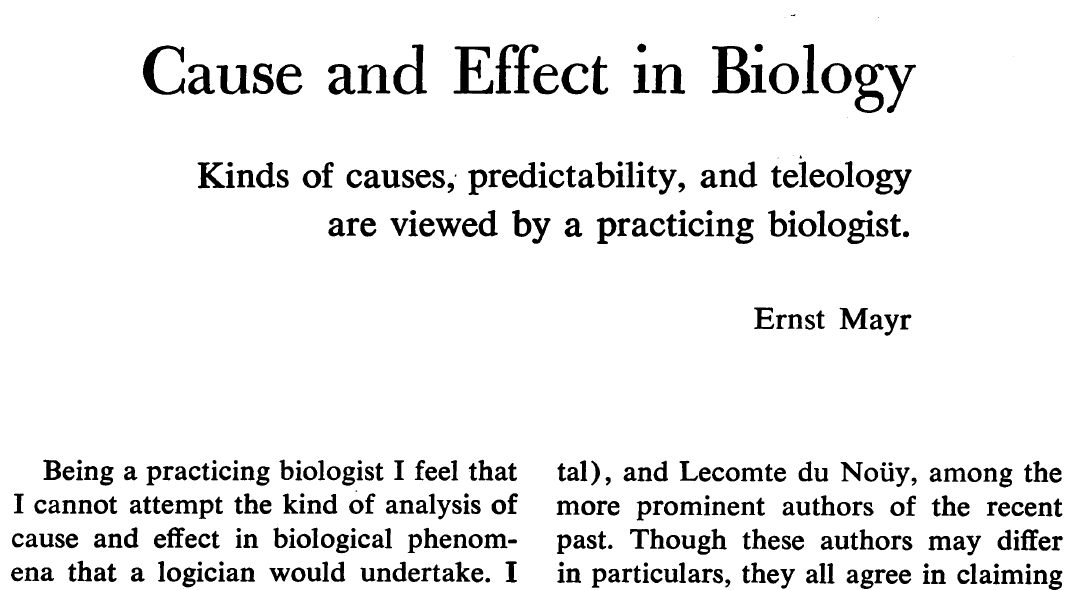 Cause and Effect in Biology
Kinds of causes, predictability, and teleology
are viewed by a practicing biologist.
Ernst Mayr
Being a practicing biologist I feel that
I cannot attempt the kind of analysis of
cause and effect in biological phenom-
ena that a logician would undertake. I
tal), and Lecomte du Noüy, among the
more prominent authors of the recent
past. Though these authors may differ
in particulars, they all agree in claiming